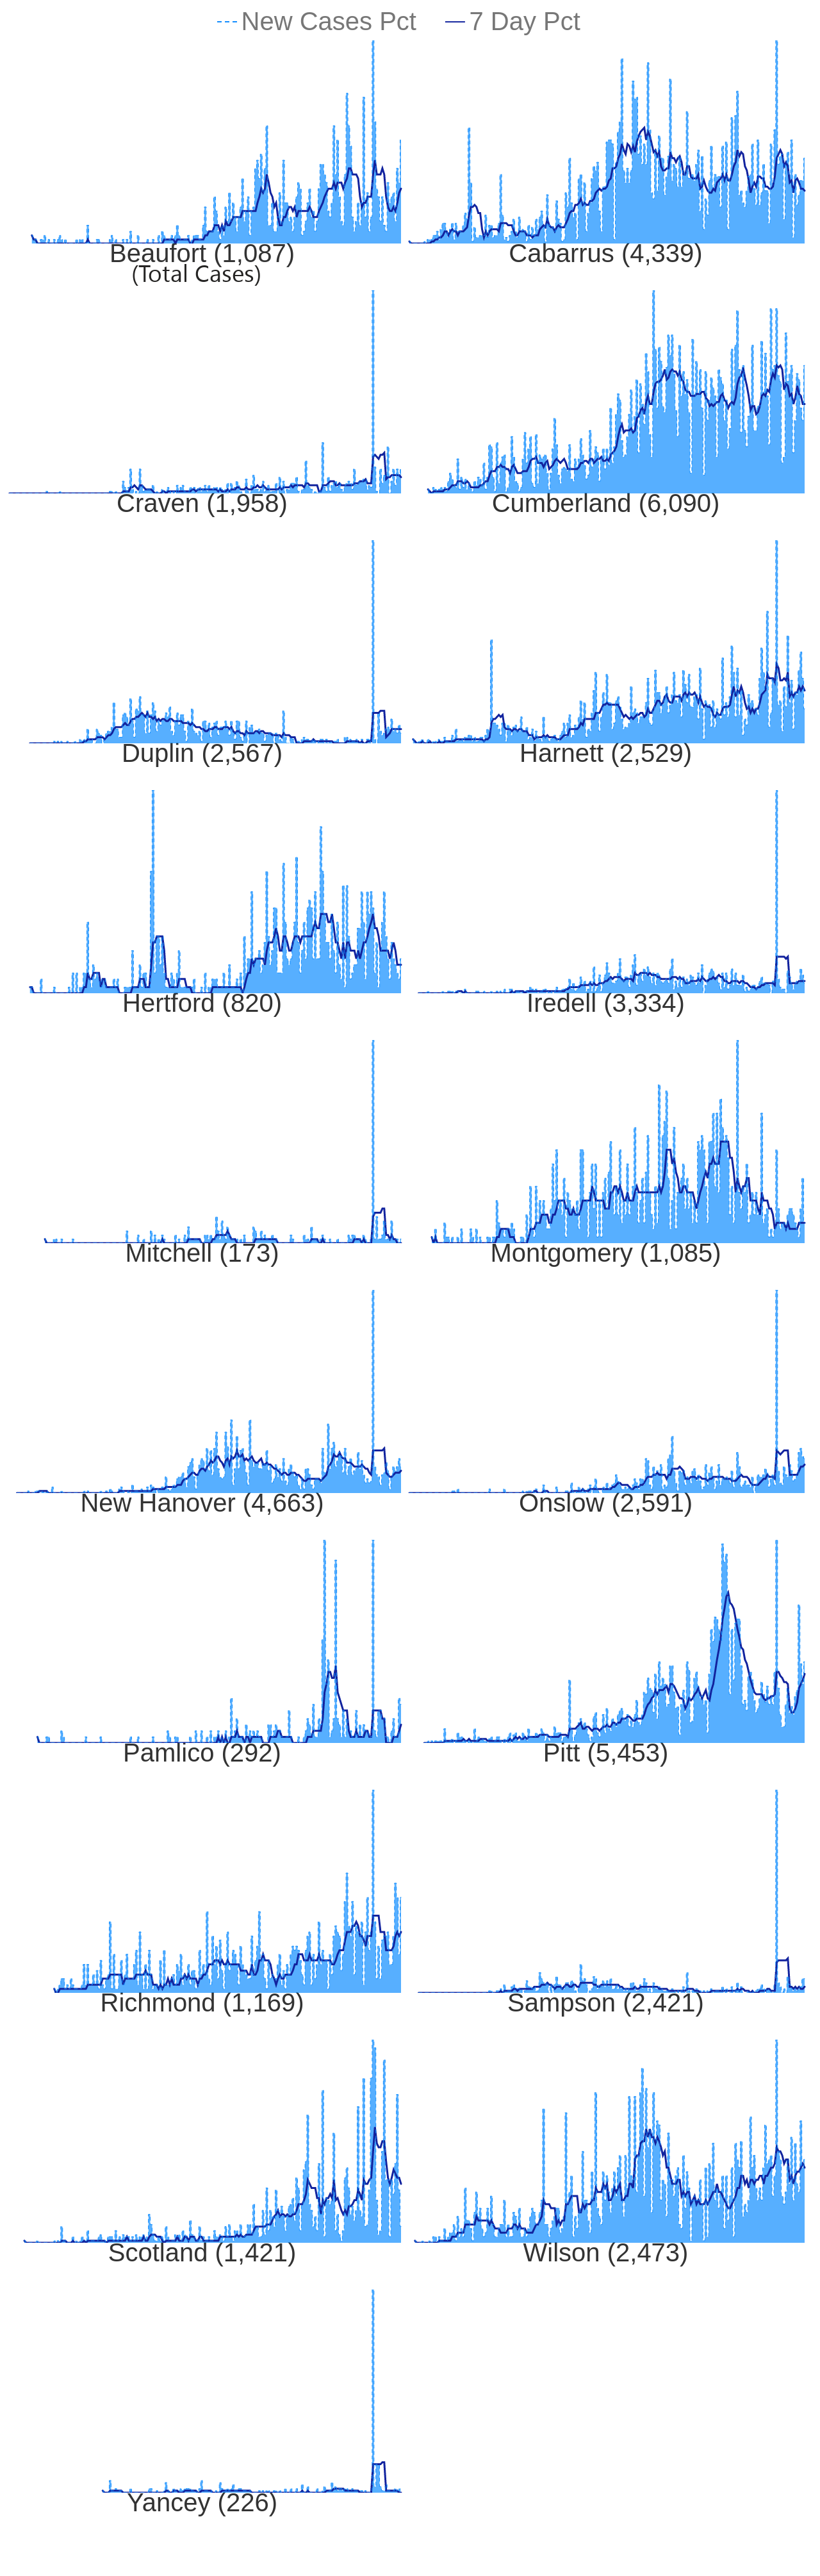 New Cases Pct 7 Day Pct
Beaufort (1,087) Cabarrus (4,339)
(Total Cases)
Craven (1,958) Cumberland (6,090)
Duplin (2,567) Harnett (2,529)
Hertford (820) Iredell (3,334)
Mitchell (173) Montgomery (1,085)
New Hanover (4,663) Onslow (2,591)
Pamlico (292) Pitt (5,453)
Richmond (1,169) Sampson (2,421)
Scotland (1,421) Wilson (2,473)
Yancey (226)